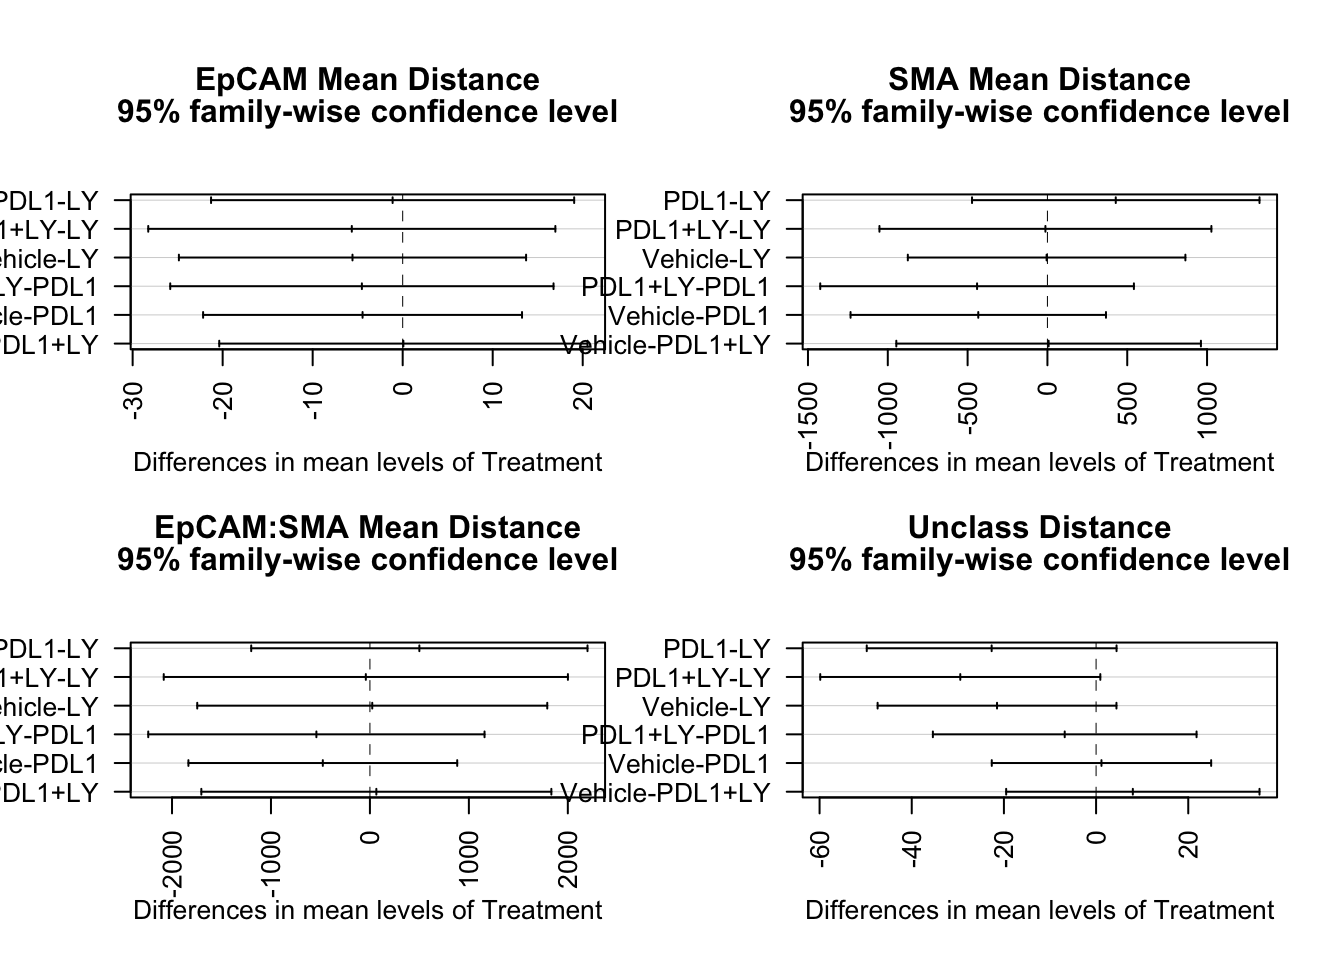 EpCAM Mean Distance
95% family-wise confidence level
PDL1-LY
1+LY-LY
ehicle-LY
LY-PDL1
cle-PDL1
PDL1+LY
-30 -20 -10 0 10 20
Differences in mean levels of Treatment
SMA Mean Distance
95% family-wise confidence level
PDL1-LY
PDL1+LY-LY
Vehicle-LY
PDL1+LY-PDL1
Vehicle-PDL1
Vehicle-PDL1+LY
-1500 -1000 -500 0 500 1000
Differences in mean levels of Treatment
EpCAM:SMA Mean Distance
95% family-wise confidence level
PDL1-LY
1+LY-LY
ehicle-LY
LY-PDL1
cle-PDL1
PDL1+LY
-2000 -1000 0 1000 2000
Differences in mean levels of Treatment
Unclass Distance
95% family-wise confidence level
PDL1-LY
PDL1+LY-LY
Vehicle-LY
PDL1+LY-PDL1
Vehicle-PDL1
Vehicle-PDL1+LY
-60 -40 -20 0 20
Differences in mean levels of Treatment